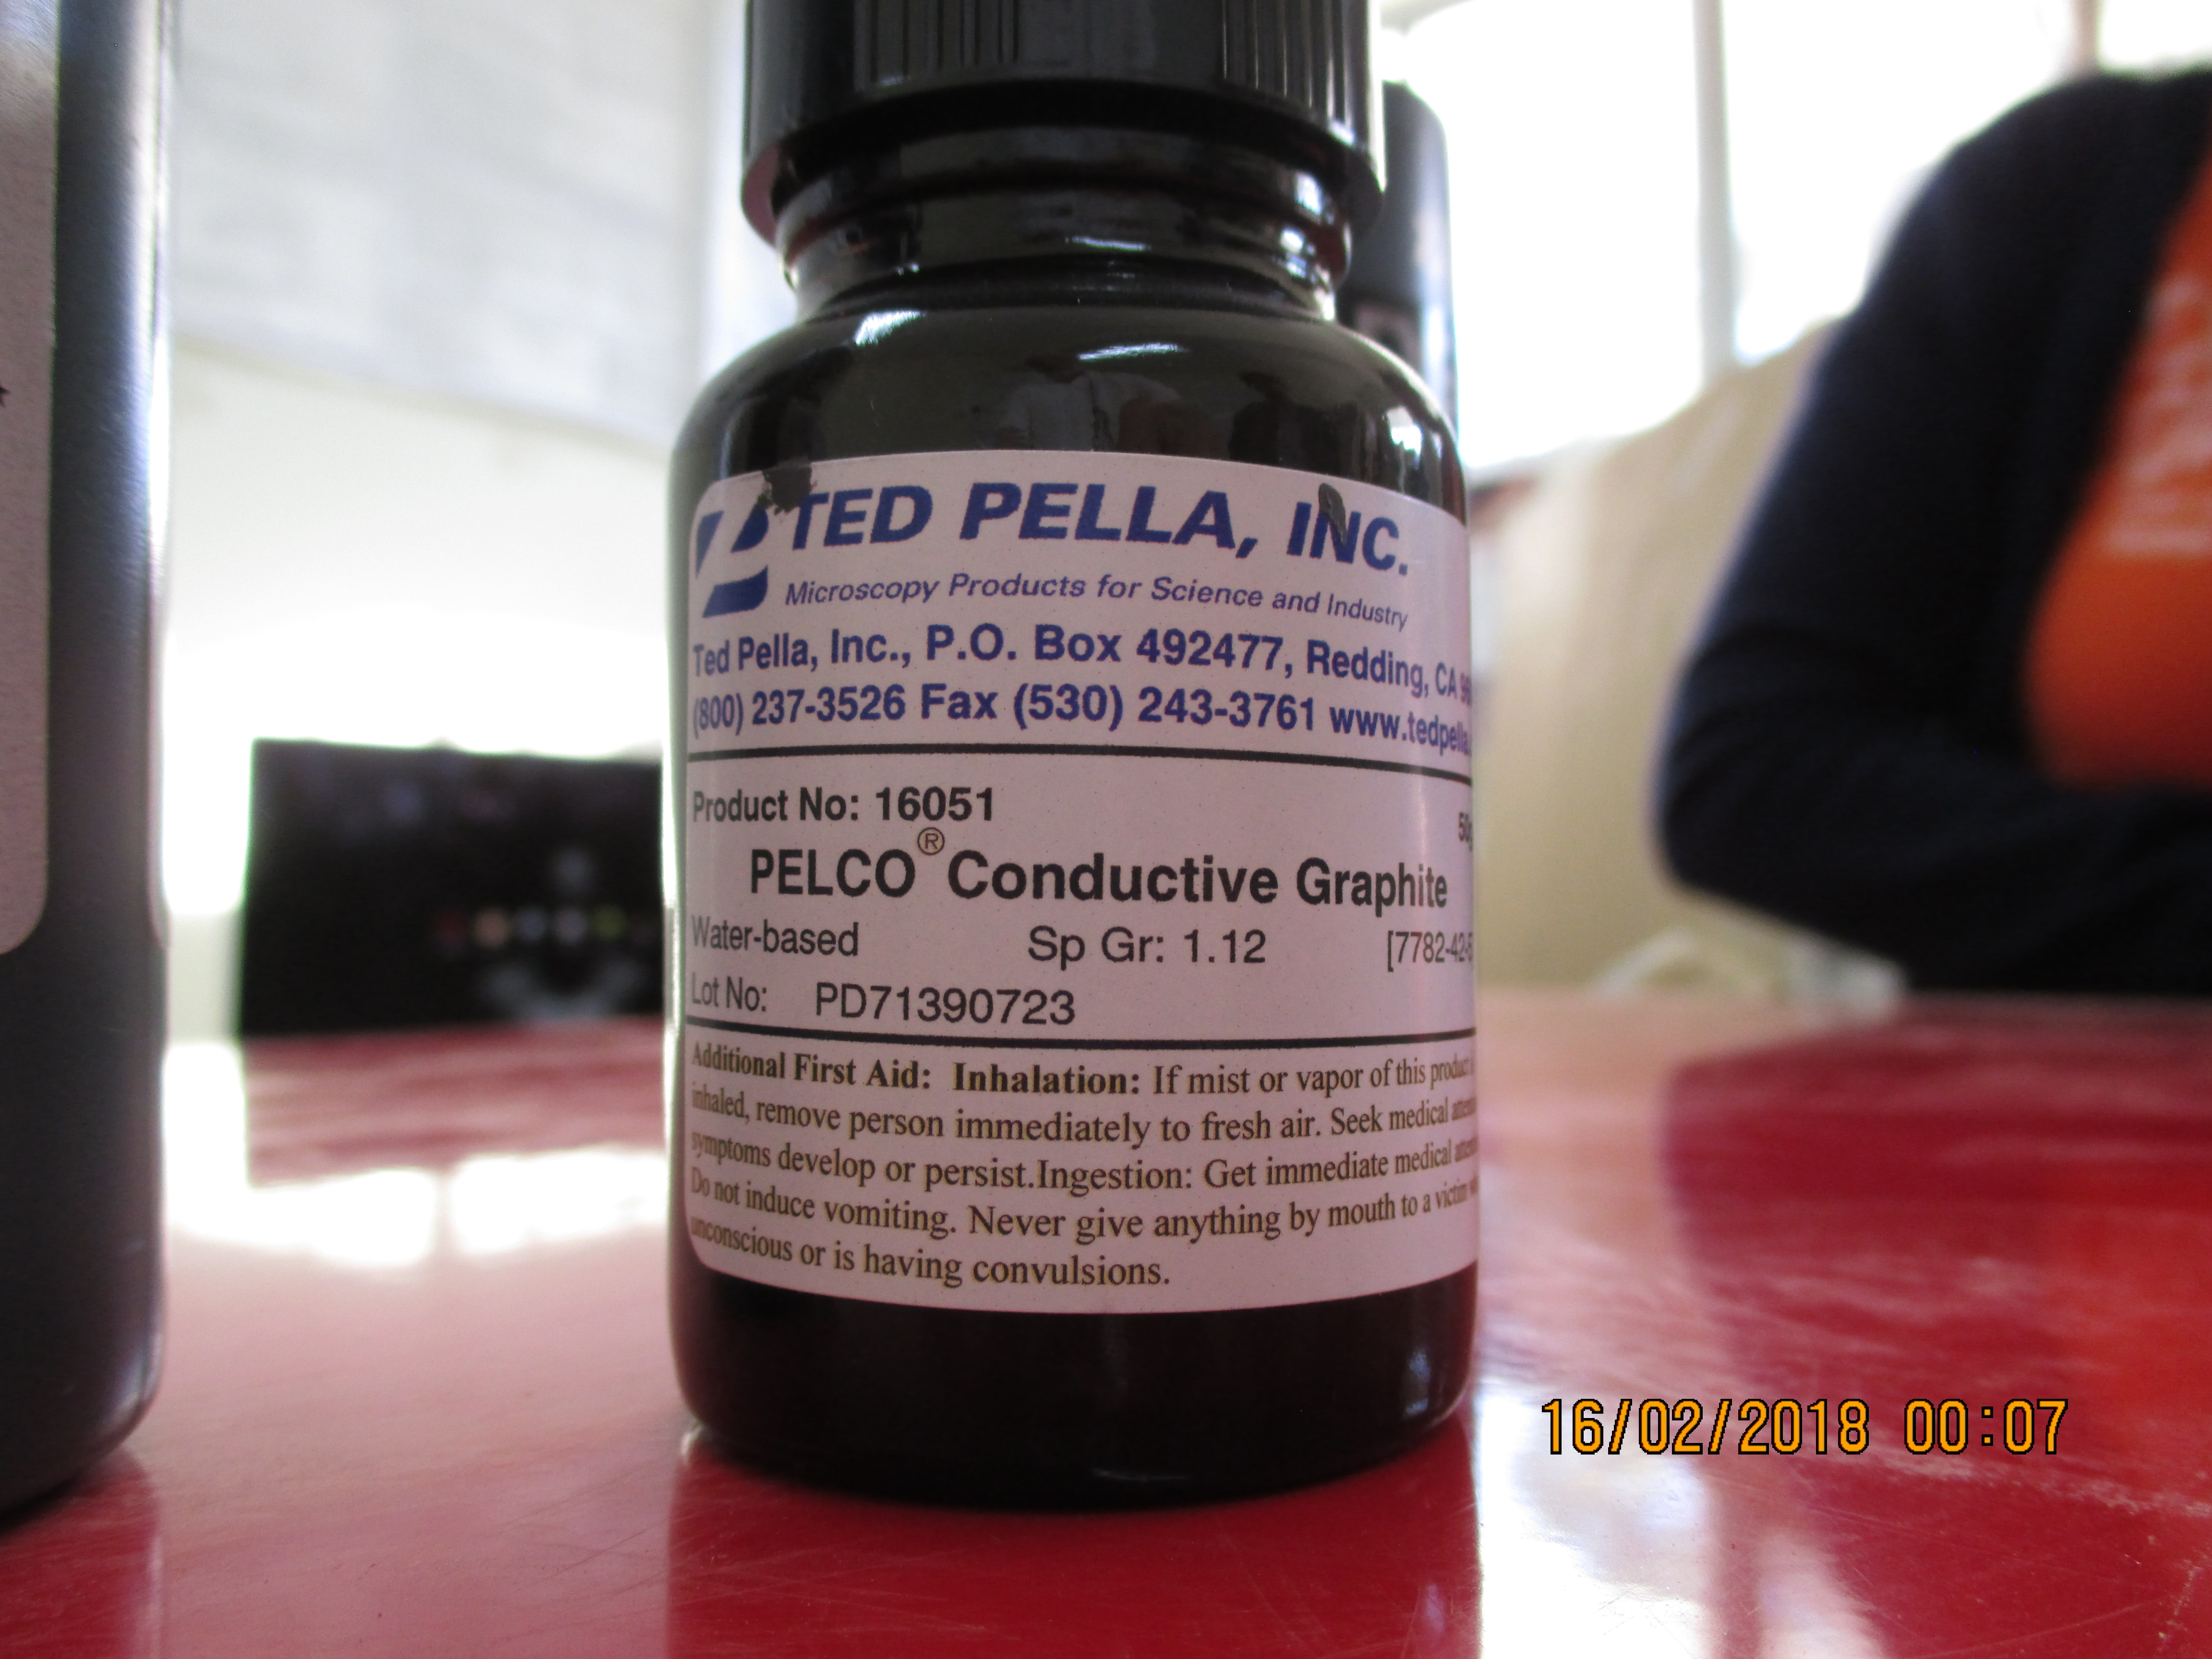 TED PELLA, INC.
Microscopy Products for Science and Industry
Ted Pella, Inc., P.O. Box 492477, Redding, CA
(800) 237-3526 Fax (530) 243-3761 www.tedpella.
Product No: 16051
PELCO® Conductive Graphite
Water-based Sp Gr: 1.12 [7782-42-5
Lot No: PD71390723
Additional First Aid: Inhalation: If mist or vapor of this product
inhaled, remove person immediately to fresh air. Seek medical
symptoms develop or persist.Ingestion: Get immediate medical
Do not induce vomiting. Never give anything by mouth to a victim
unconscious or is having convulsions.
16/02/2018 00:07